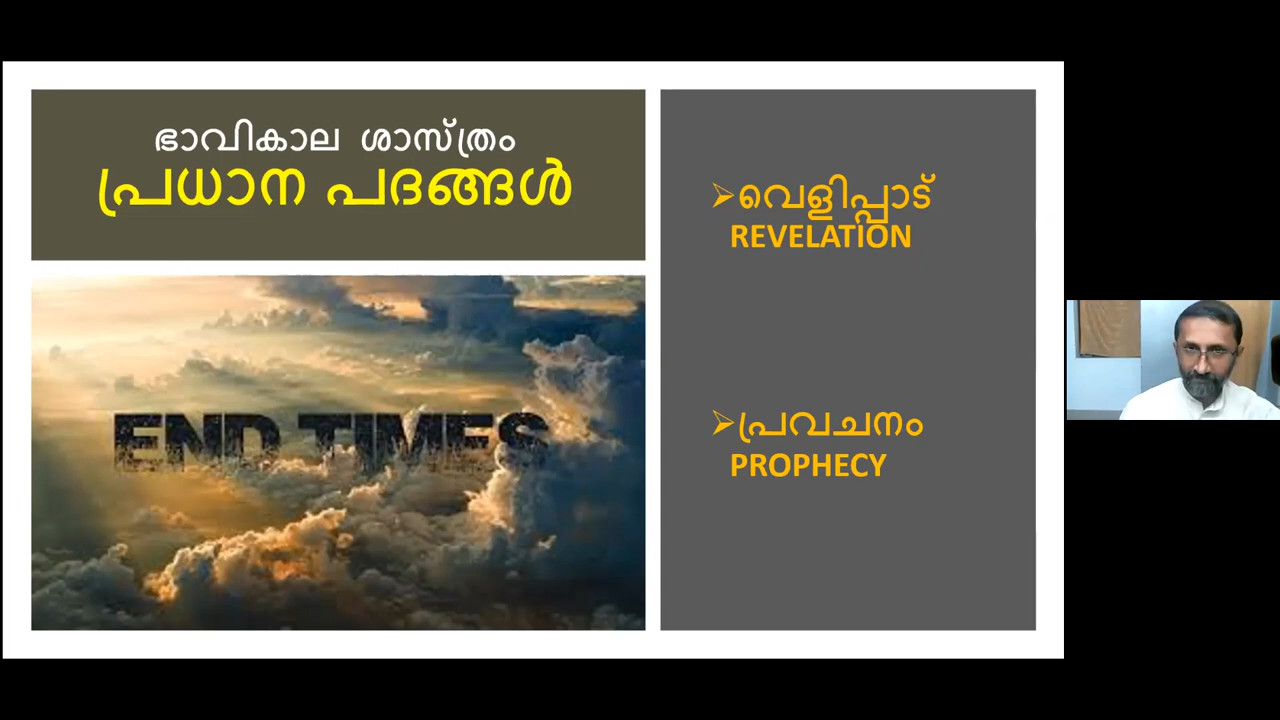 ഭാവികാല ശാസ്ത്രം
പ്രധാന പദങ്ങൾ
END TIMES
➢വെളിപ്പാട്
REVELATION
➢പ്രവചനം
PROPHECY